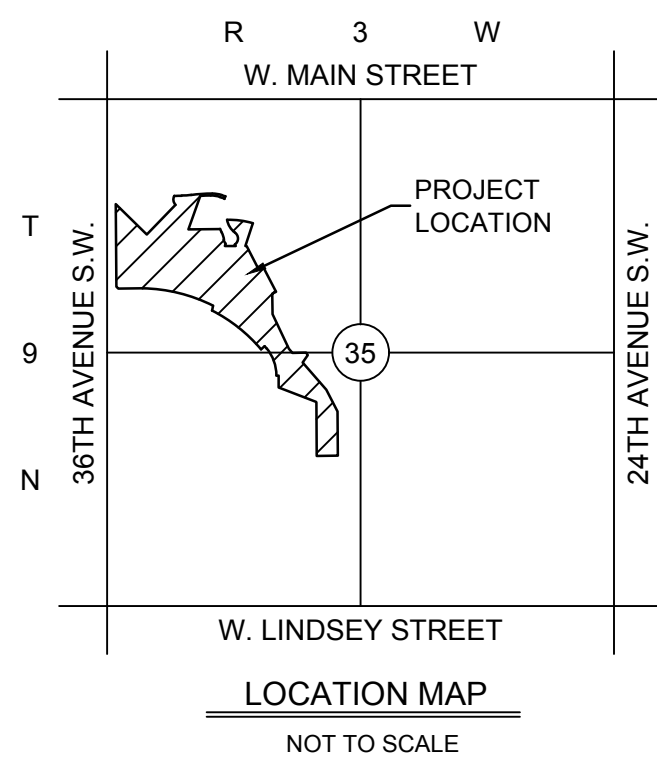 R 3 W
W. MAIN STREET
PROJECT
LOCATION
T
9
N
36TH AVENUE S.W.
35
24TH AVENUE S.W.
W. LINDSEY STREET
LOCATION MAP
NOT TO SCALE